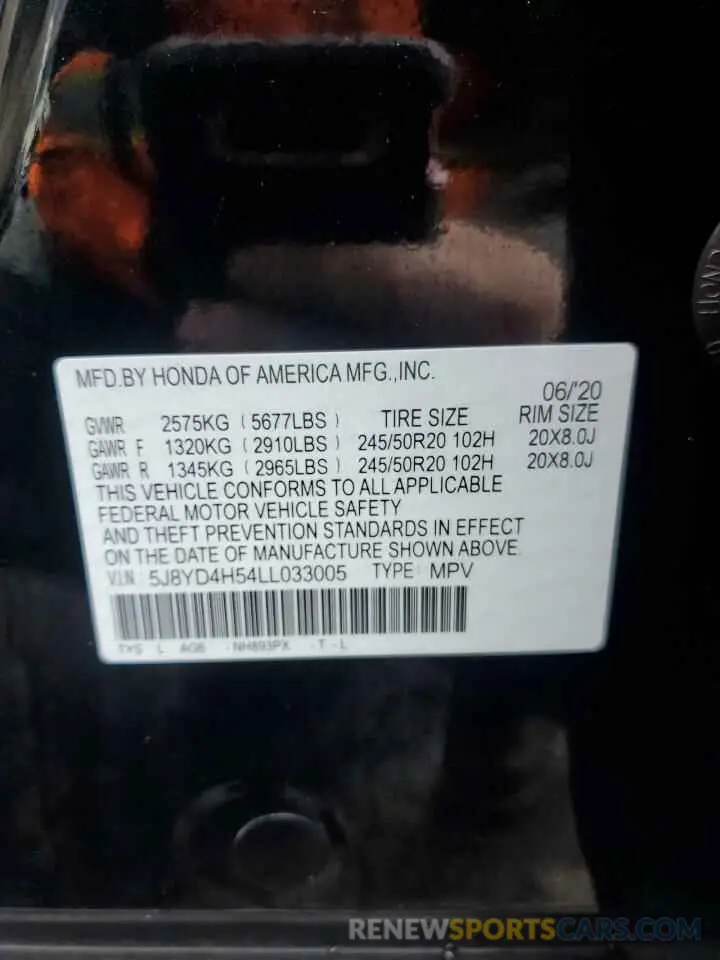 MFD.BY HONDA OF AMERICA MFG.,INC.
06/'20
GVWR 2575KG (5677LBS) TIRE SIZE RIM SIZE
GAWR F 1320KG (2910LBS) 245/50R20 102H 20X8.0J
GAWR R 1345KG (2965LBS) 245/50R20 102H 20X8.0J
THIS VEHICLE CONFORMS TO ALL APPLICABLE
FEDERAL MOTOR VEHICLE SAFETY
AND THEFT PREVENTION STANDARDS IN EFFECT
ON THE DATE OF MANUFACTURE SHOWN ABOVE.
V.I.N.: 5J8YD4H54LL033005 TYPE: MPV
TYS L AG6 -NH893PX -T-L
RENEWSPORTSCARS.COM